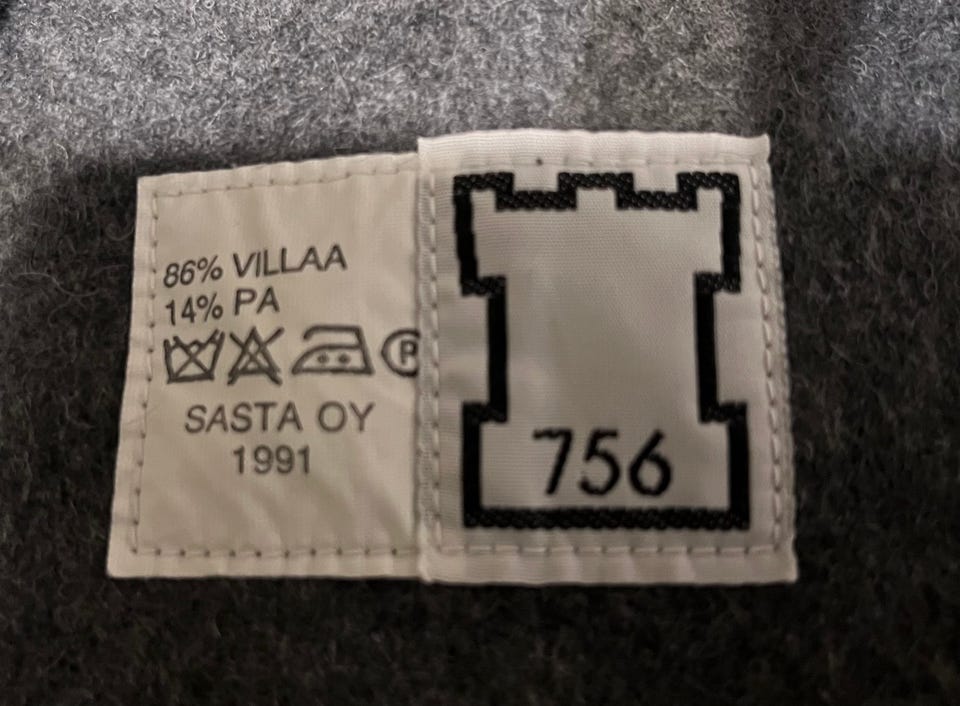 86% VILLAA
14% PA
P
SASTA OY
1991
756